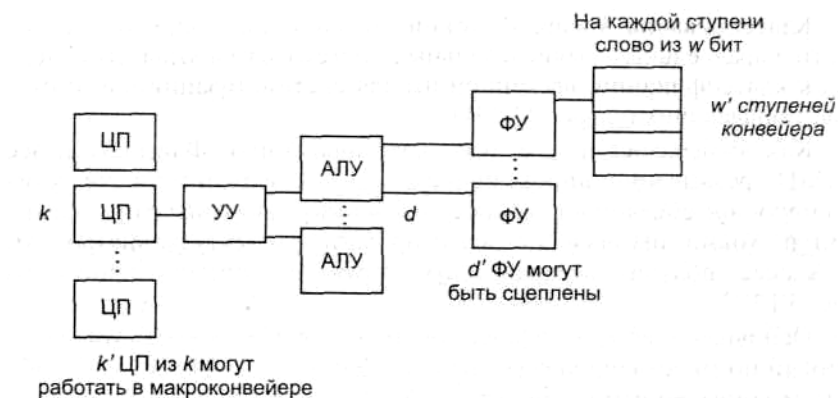 На каждой ступени
слово из w бит
w' ступеней
конвейера
ФУ
ЦП
АЛУ
k
ЦП
УУ
d
ФУ
АЛУ
d' ФУ могут
быть сцеплены
ЦП
k' ЦП из k могут
работать в макроконвейере